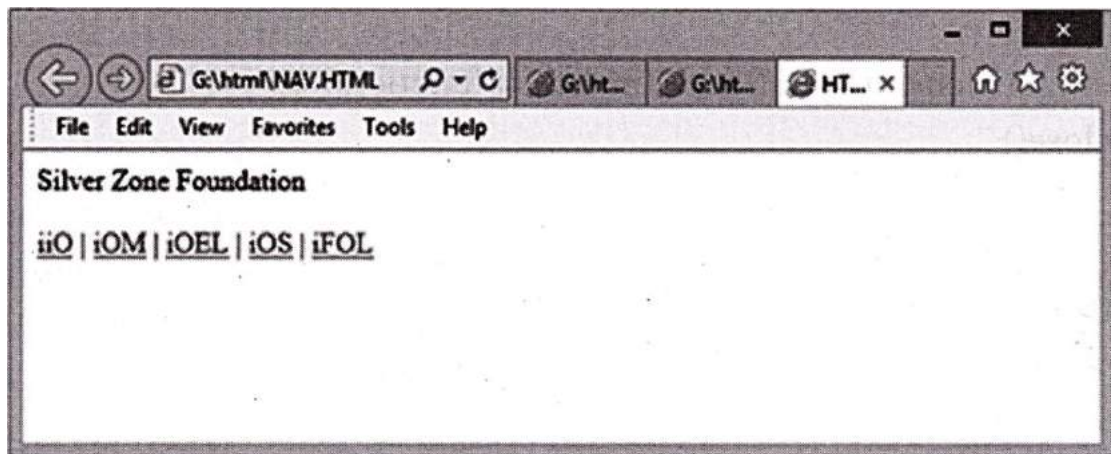 G:\html\NAV.HTML G:\ht... G:\ht... HT...
File Edit View Favorites Tools Help
Silver Zone Foundation
iiO | iOM | iOEL | iOS | iFOL